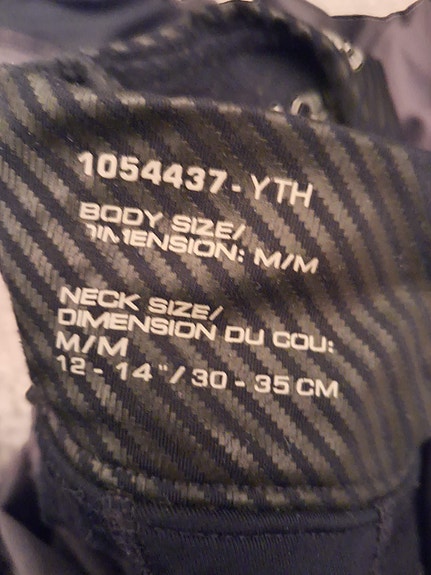 1054437-YTH
BODY SIZE/
DIMENSION: M/M
NECK SIZE/
DIMENSION DU COU:
M/M
12 - 14"/30 - 35 CM